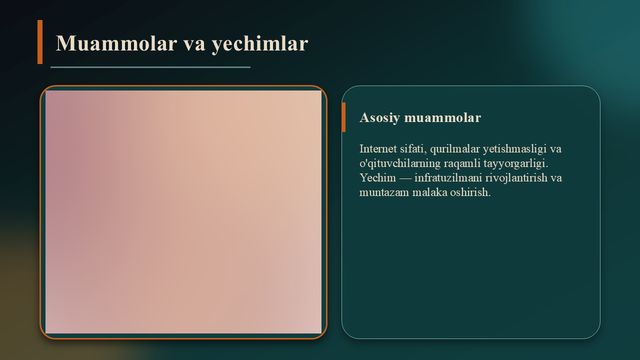 Muammolar va yechimlar
Asosiy muammolar
Internet sifati, qurilmalar yetishmasligi va
o'qituvchilarning raqamli tayyorgarligi.
Yechim — infratuzilmani rivojlantirish va
muntazam malaka oshirish.